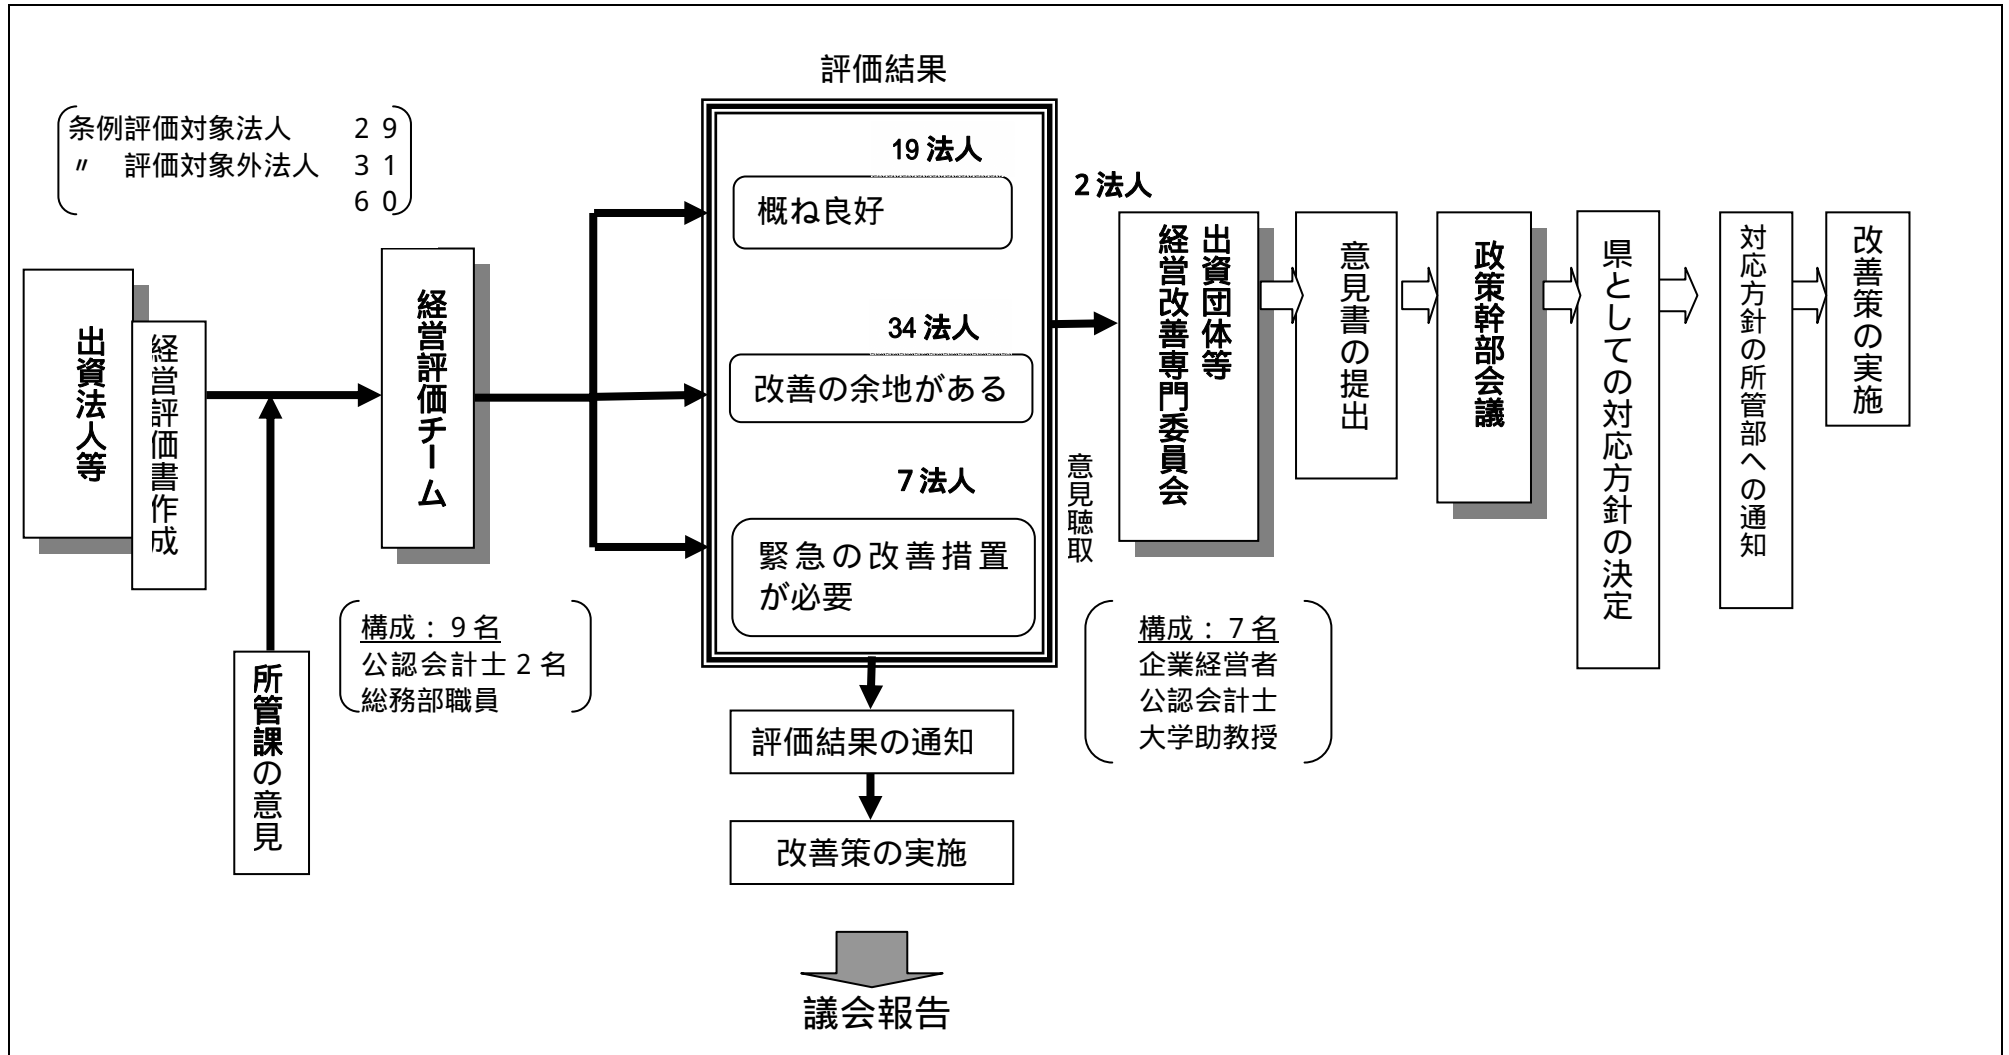 評価結果
条例評価対象法人 29
〃 評価対象外法人 31
60
出資法人等
経営評価書作成
所管課の意見
経営評価チーム
構成：9名
公認会計士2名
総務部職員
19法人
概ね良好
34法人
改善の余地がある
7法人
緊急の改善措置
が必要
評価結果の通知
改善策の実施
議会報告
2法人
意見聴取
出資団体等
経営改善専門委員会
構成：7名
企業経営者
公認会計士
大学助教授
意見書の提出
政策幹部会議
県としての対応方針の決定
対応方針の所管部への通知
改善策の実施